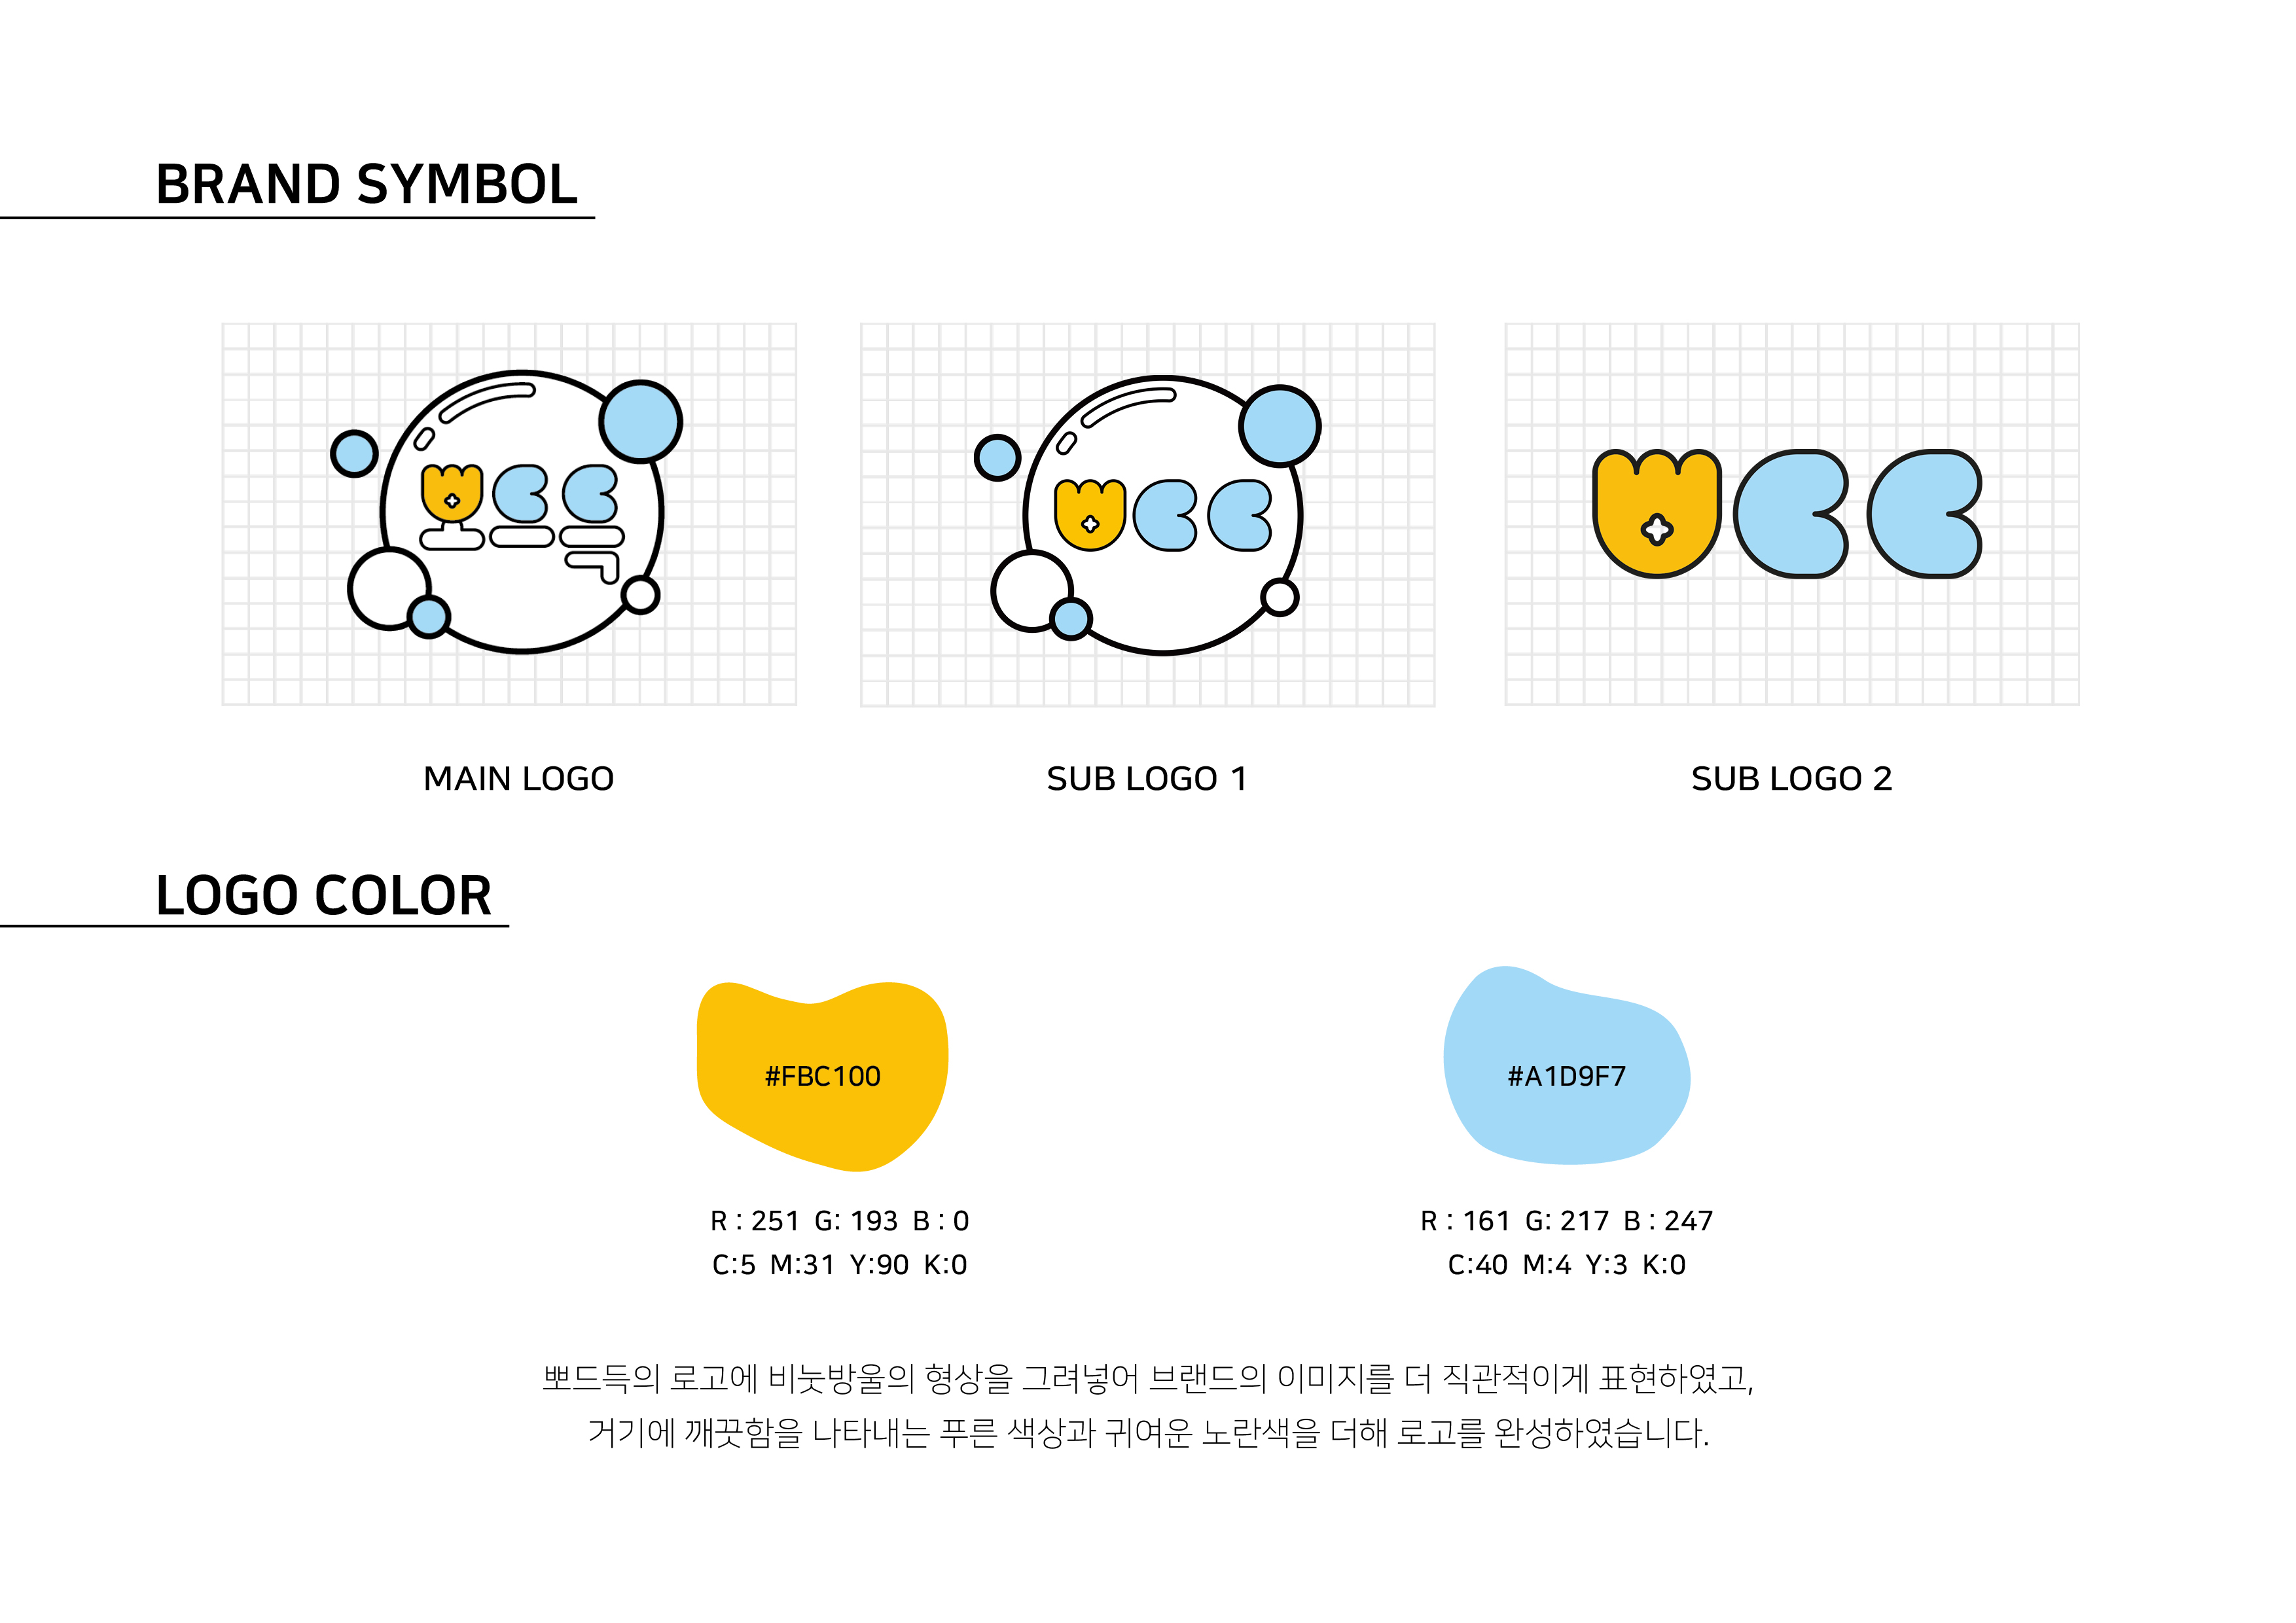 BRAND SYMBOL
뽀드득
ㅃㄷㄷ
ㅃㄷㄷ
MAIN LOGO
SUB LOGO 1
SUB LOGO 2
LOGO COLOR
#FBC100
#A1D9F7
R : 251 G: 193 B : 0
R : 161 G: 217 B : 247
C:5 M:31 Y:90 K:0
C:40 M:4 Y:3 K:0
뽀드득의 로고에 비눗방울의 형상을 그려넣어 브랜드의 이미지를 더 직관적이게 표현하였고,
거기에 깨끗함을 나타내는 푸른 색상과 귀여운 노란색을 더해 로고를 완성하였습니다.